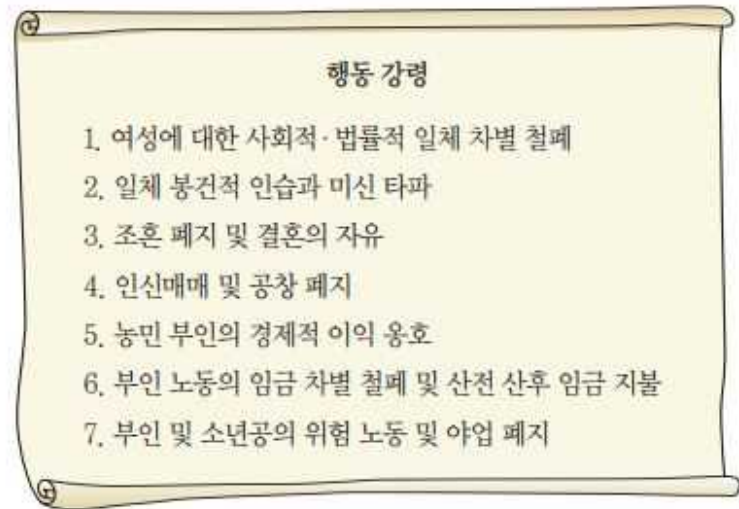 행동 강령
1. 여성에 대한 사회적·법률적 일체 차별 철폐
2. 일체 봉건적 인습과 미신 타파
3. 조혼 폐지 및 결혼의 자유
4. 인신매매 및 공창 폐지
5. 농민 부인의 경제적 이익 옹호
6. 부인 노동의 임금 차별 철폐 및 산전 산후 임금 지불
7. 부인 및 소년공의 위험 노동 및 야업 폐지